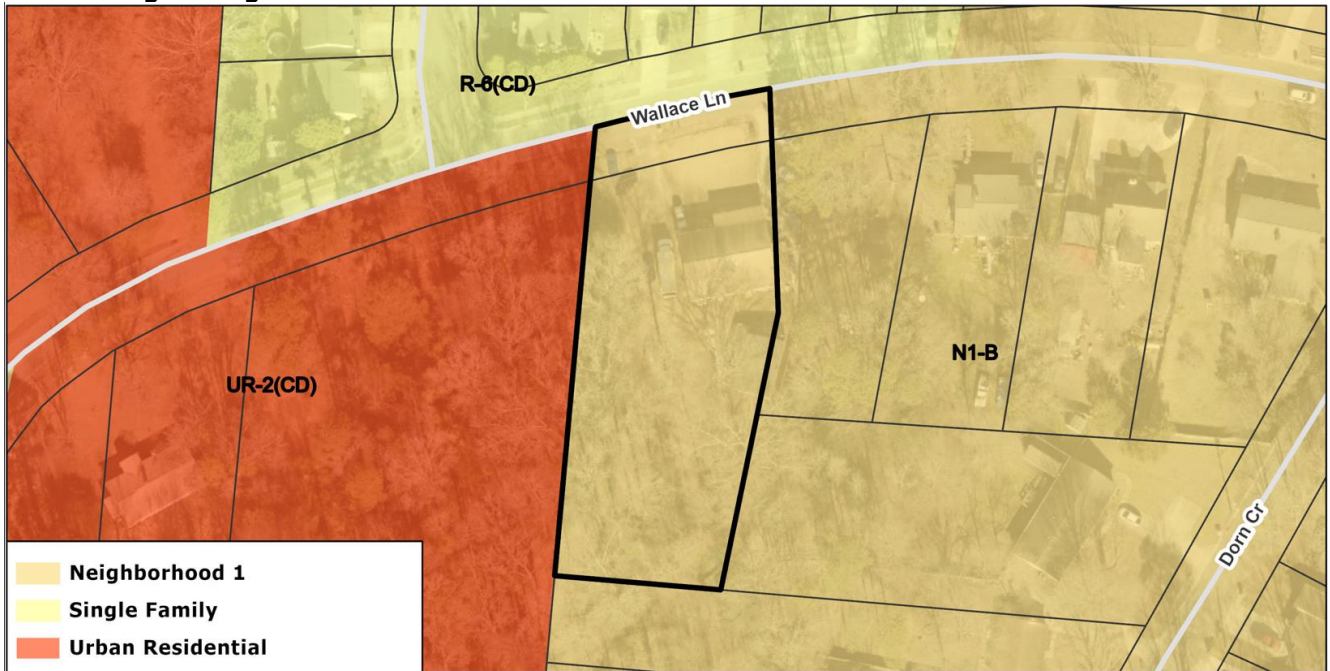 R-6(CD)
Wallace Ln
N1-B
UR-2(CD)
Dorn Cr
Neighborhood 1
Single Family
Urban Residential